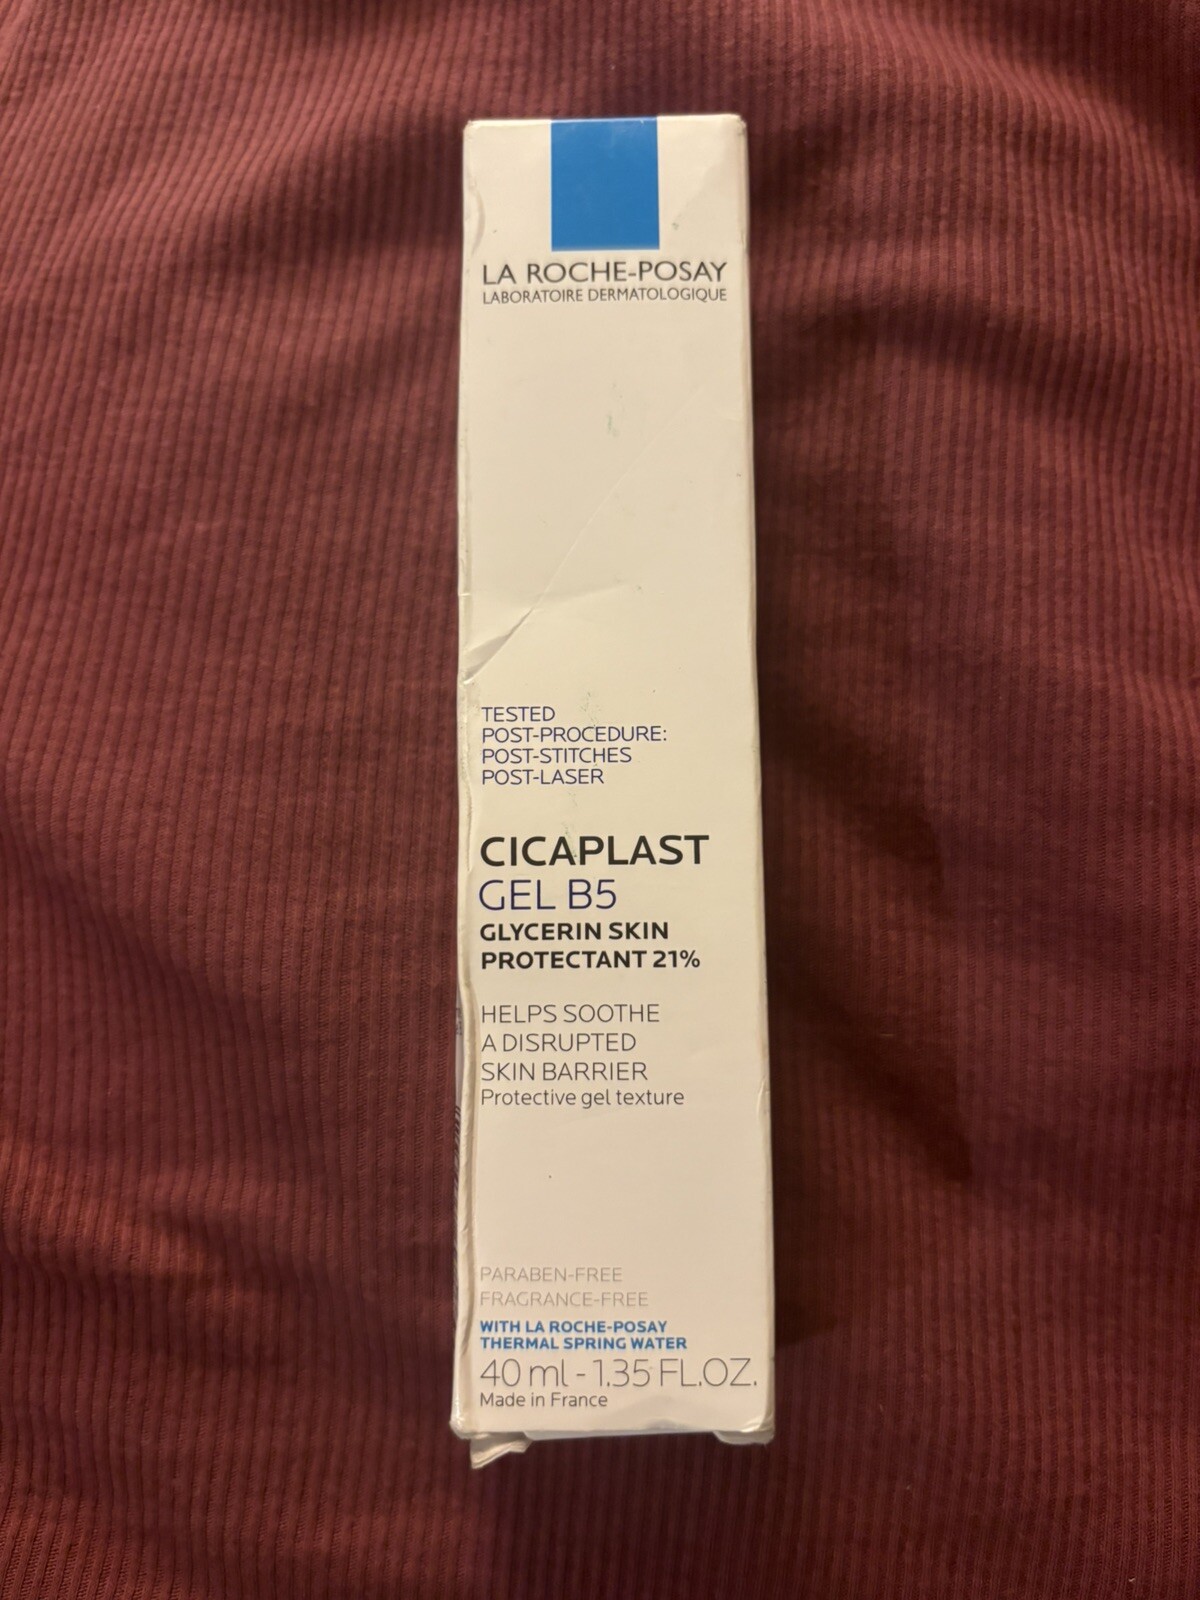 LA ROCHE-POSAY
LABORATOIRE DERMATOLOGIQUE
TESTED
POST-PROCEDURE:
POST-STITCHES
POST-LASER
CICAPLAST
GEL B5
GLYCERIN SKIN
PROTECTANT 21%
HELPS SOOTHE
A DISRUPTED
SKIN BARRIER
Protective gel texture
PARABEN-FREE
FRAGRANCE-FREE
WITH LA ROCHE-POSAY
THERMAL SPRING WATER
40 ml - 1.35 FL.OZ.
Made in France